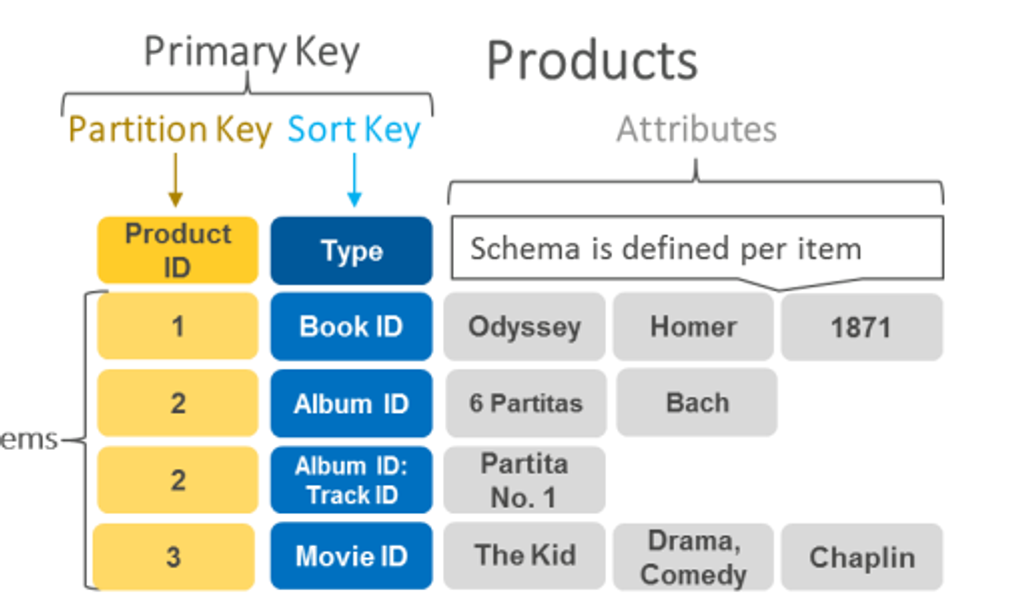 Primary Key
Products
Partition Key Sort Key
Attributes
Product
ID
Type
Schema is defined per item
1
Book ID
Odyssey
Homer
1871
2
Album ID
6 Partitas
Bach
ems
2
Album ID:
Track ID
Partita
No. 1
3
Movie ID
The Kid
Drama,
Comedy
Chaplin